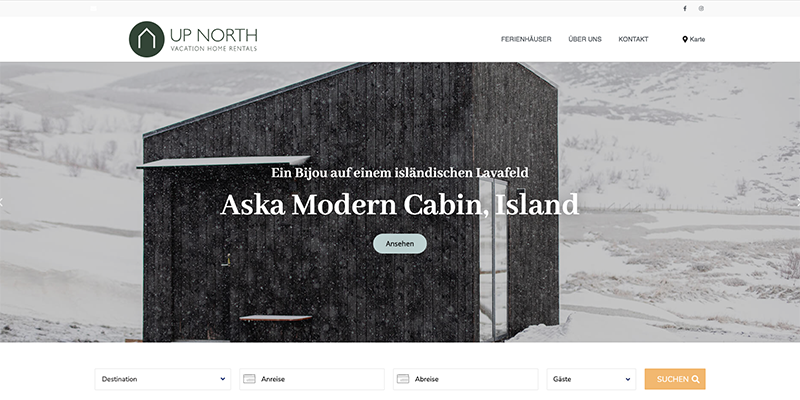 UP NORTH
VACATION HOME RENTALS
FERIENHÄUSER ÜBER UNS KONTAKT Karte
Ein Bijou auf einem isländischen Lavafeld
Aska Modern Cabin, Island
Ansehen
Destination Anreise Abreise Gäste SUCHEN